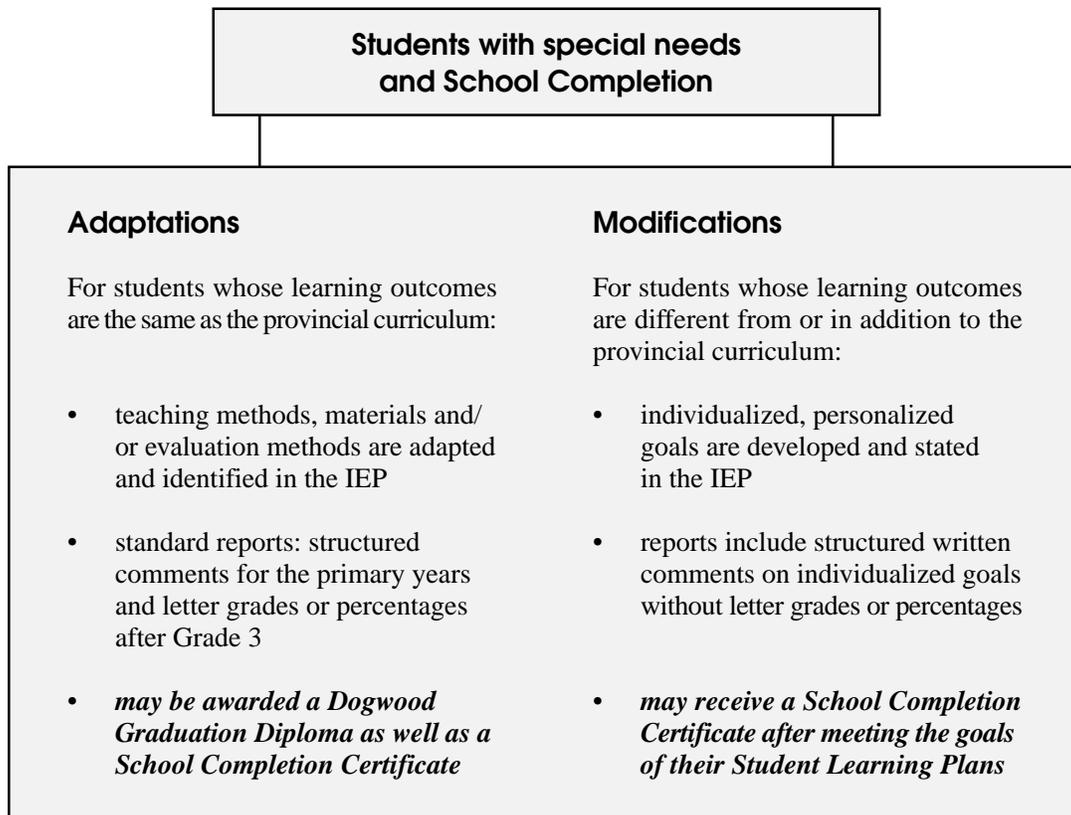 Students with special needs
and School Completion
Adaptations
For students whose learning outcomes
are the same as the provincial curriculum:
• teaching methods, materials and/
or evaluation methods are adapted
and identified in the IEP
• standard reports: structured
comments for the primary years
and letter grades or percentages
after Grade 3
• may be awarded a Dogwood
Graduation Diploma as well as a
School Completion Certificate
Modifications
For students whose learning outcomes
are different from or in addition to the
provincial curriculum:
• individualized, personalized
goals are developed and stated
in the IEP
• reports include structured written
comments on individualized goals
without letter grades or percentages
• may receive a School Completion
Certificate after meeting the goals
of their Student Learning Plans